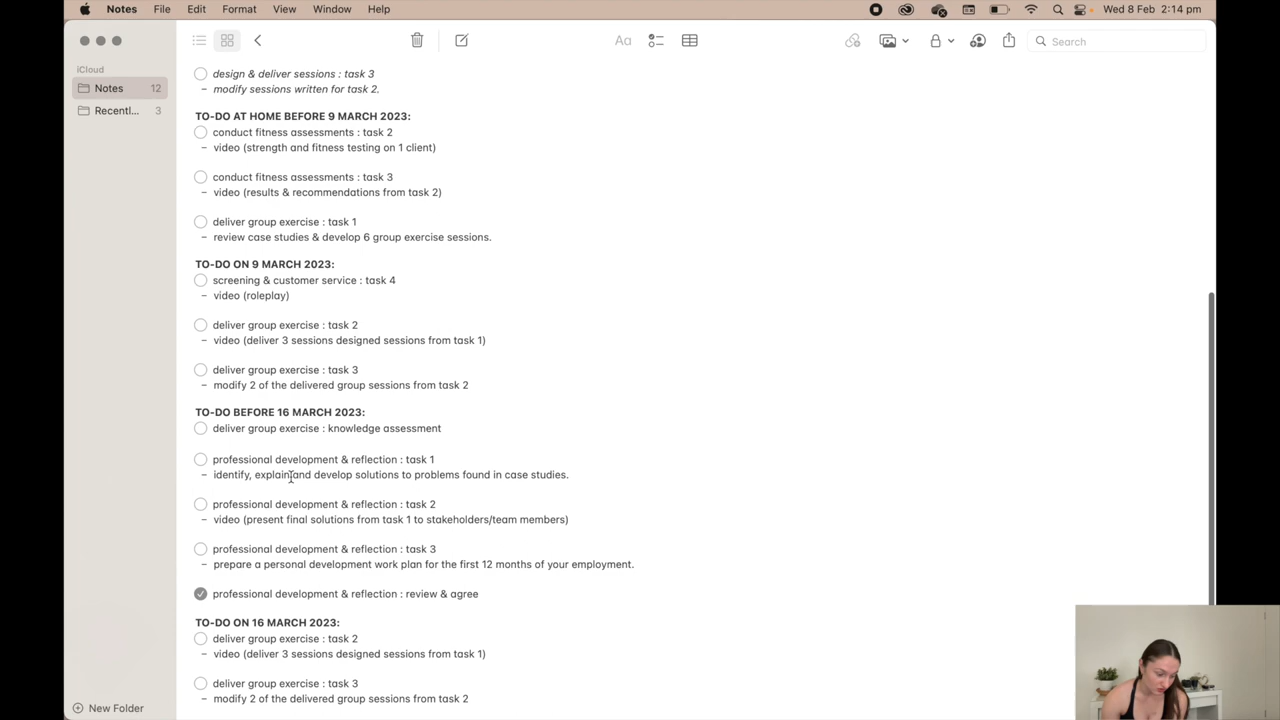 Notes File Edit Format View Window Help Wed 8 Feb 2:14 pm
Aa Search
iCloud
Notes 12
Recentl... 3
design & deliver sessions : task 3
– modify sessions written for task 2.
TO-DO AT HOME BEFORE 9 MARCH 2023:
conduct fitness assessments : task 2
– video (strength and fitness testing on 1 client)
conduct fitness assessments : task 3
– video (results & recommendations from task 2)
deliver group exercise : task 1
– review case studies & develop 6 group exercise sessions.
TO-DO ON 9 MARCH 2023:
screening & customer service : task 4
– video (roleplay)
deliver group exercise : task 2
– video (deliver 3 sessions designed sessions from task 1)
deliver group exercise : task 3
– modify 2 of the delivered group sessions from task 2
TO-DO BEFORE 16 MARCH 2023:
deliver group exercise : knowledge assessment
professional development & reflection : task 1
– identify, explain and develop solutions to problems found in case studies.
professional development & reflection : task 2
– video (present final solutions from task 1 to stakeholders/team members)
professional development & reflection : task 3
– prepare a personal development work plan for the first 12 months of your employment.
professional development & reflection : review & agree
TO-DO ON 16 MARCH 2023:
deliver group exercise : task 2
– video (deliver 3 sessions designed sessions from task 1)
deliver group exercise : task 3
– modify 2 of the delivered group sessions from task 2
New Folder